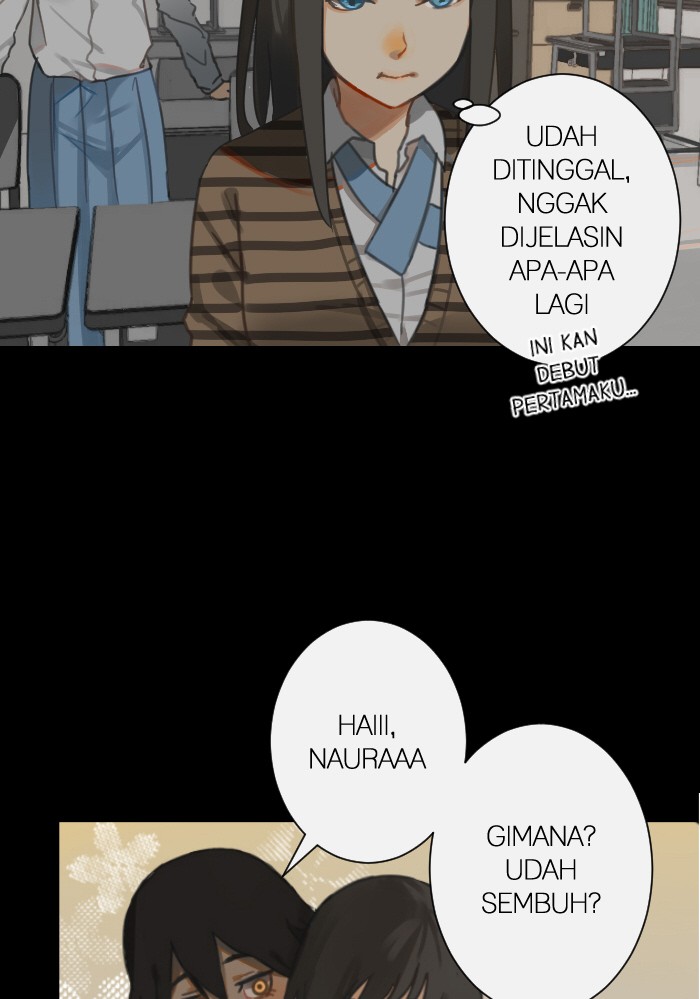 UDAH
DITINGGAL,
NGGAK
DIJELASIN
APA-APA
LAGI
INI KAN
DEBUT
PERTAMAKU...
HAIII,
NAURAAA
GIMANA?
UDAH
SEMBUH?